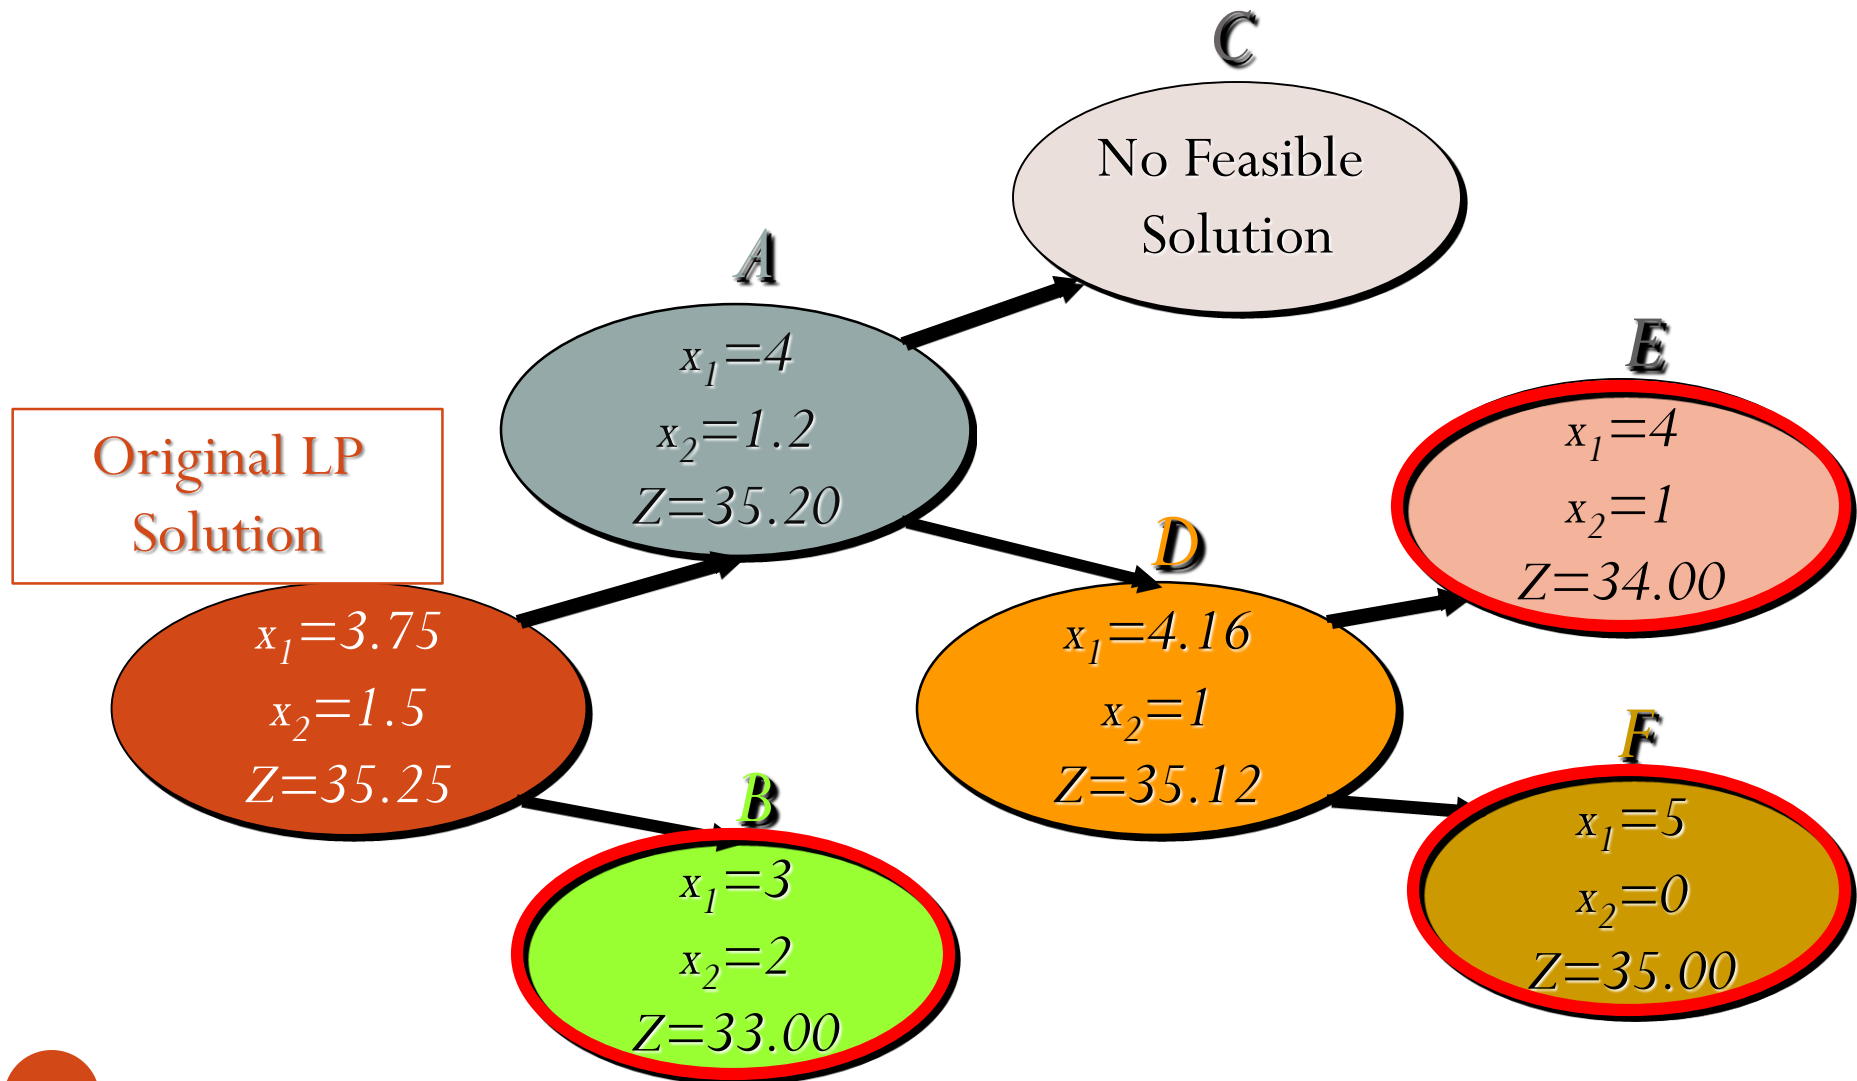 C
No Feasible
Solution
A
x₁=4
x₂=1.2
Z=35.20
E
x₁=4
x₂=1
Z=34.00
Original LP
Solution
x₁=3.75
x₂=1.5
Z=35.25
D
x₁=4.16
x₂=1
Z=35.12
B
x₁=3
x₂=2
Z=33.00
F
x₁=5
x₂=0
Z=35.00